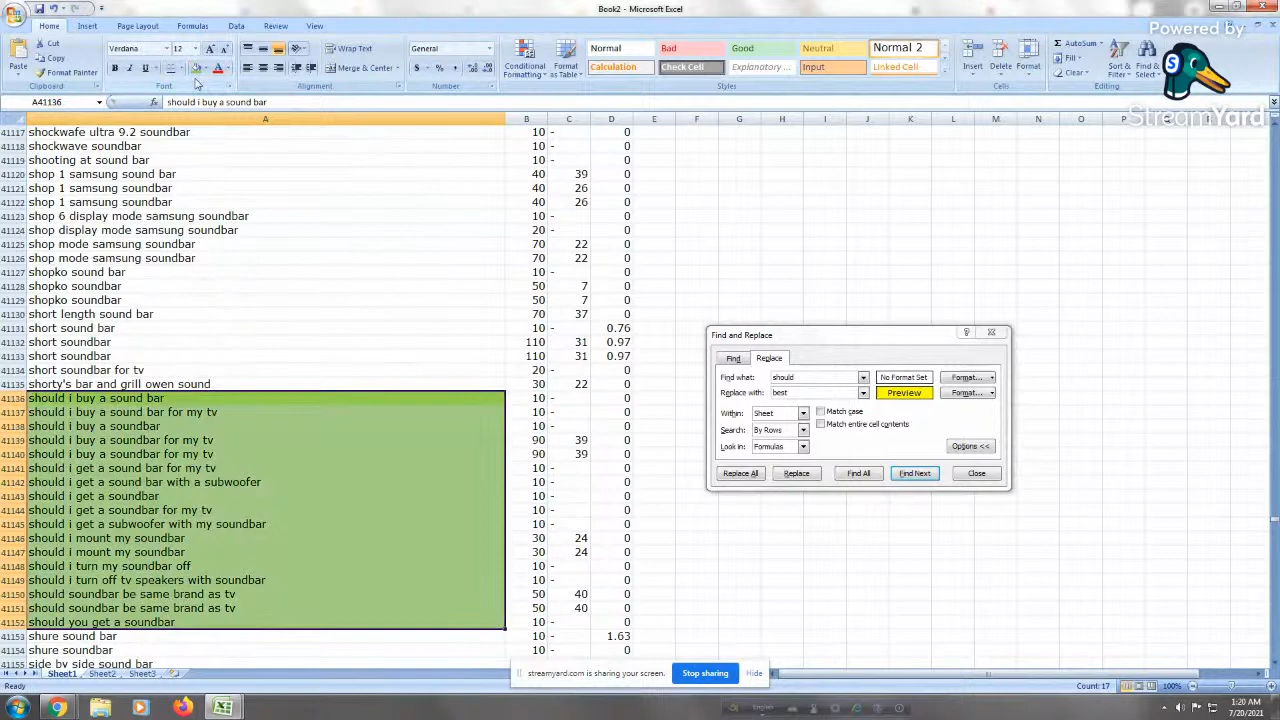 Book2 - Microsoft Excel
Home Insert Page Layout Formulas Data Review View
Powered by
StreamYard
Paste Cut Copy Format Painter Clipboard
Verdana 12 Font
Wrap Text Merge & Center Alignment
General Number
Conditional Formatting Format as Table
Normal Bad Good Neutral Normal 2
Calculation Check Cell Explanatory ... Input Linked Cell
Styles
Insert Delete Format Cells
AutoSum Fill Clear Sort & Filter Find & Select Editing
A41136 fx should i buy a sound bar
A B C D E F G H I J K L M N O P
41117 shockwafe ultra 9.2 soundbar 10 - 0
41118 shockwave soundbar 10 - 0
41119 shooting at sound bar 10 - 0
41120 shop 1 samsung sound bar 40 39 0
41121 shop 1 samsung soundbar 40 26 0
41122 shop 1 samsung soundbar 40 26 0
41123 shop 6 display mode samsung soundbar 10 - 0
41124 shop display mode samsung soundbar 20 - 0
41125 shop mode samsung soundbar 70 22 0
41126 shop mode samsung soundbar 70 22 0
41127 shopko sound bar 10 - 0
41128 shopko soundbar 50 7 0
41129 shopko soundbar 50 7 0
41130 short length sound bar 70 37 0
41131 short sound bar 10 - 0.76
41132 short soundbar 110 31 0.97
41133 short soundbar 110 31 0.97
41134 short soundbar for tv 20 - 0
41135 shorty's bar and grill owen sound 30 22 0
41136 should i buy a sound bar 10 - 0
41137 should i buy a sound bar for my tv 10 - 0
41138 should i buy a soundbar 10 - 0
41139 should i buy a soundbar for my tv 90 39 0
41140 should i buy a soundbar for my tv 90 39 0
41141 should i get a sound bar for my tv 10 - 0
41142 should i get a sound bar with a subwoofer 10 - 0
41143 should i get a soundbar 10 - 0
41144 should i get a soundbar for my tv 10 - 0
41145 should i get a subwoofer with my soundbar 10 - 0
41146 should i mount my soundbar 30 24 0
41147 should i mount my soundbar 30 24 0
41148 should i turn my soundbar off 10 - 0
41149 should i turn off tv speakers with soundbar 10 - 0
41150 should soundbar be same brand as tv 50 40 0
41151 should soundbar be same brand as tv 50 40 0
41152 should you get a soundbar 10 - 0
41153 shure sound bar 10 - 1.63
41154 shure soundbar 10 - 0
41155 side by side sound bar
Find and Replace
Find Replace
Find what: should No Format Set Format...
Replace with: best Preview Format...
Within: Sheet Match case
Search: By Rows Match entire cell contents
Look in: Formulas Options <<
Replace All Replace Find All Find Next Close
Sheet1 Sheet2 Sheet3
streamyard.com is sharing your screen. Stop sharing Hide
Ready Count: 17 100%
English
1:20 AM
7/20/2021